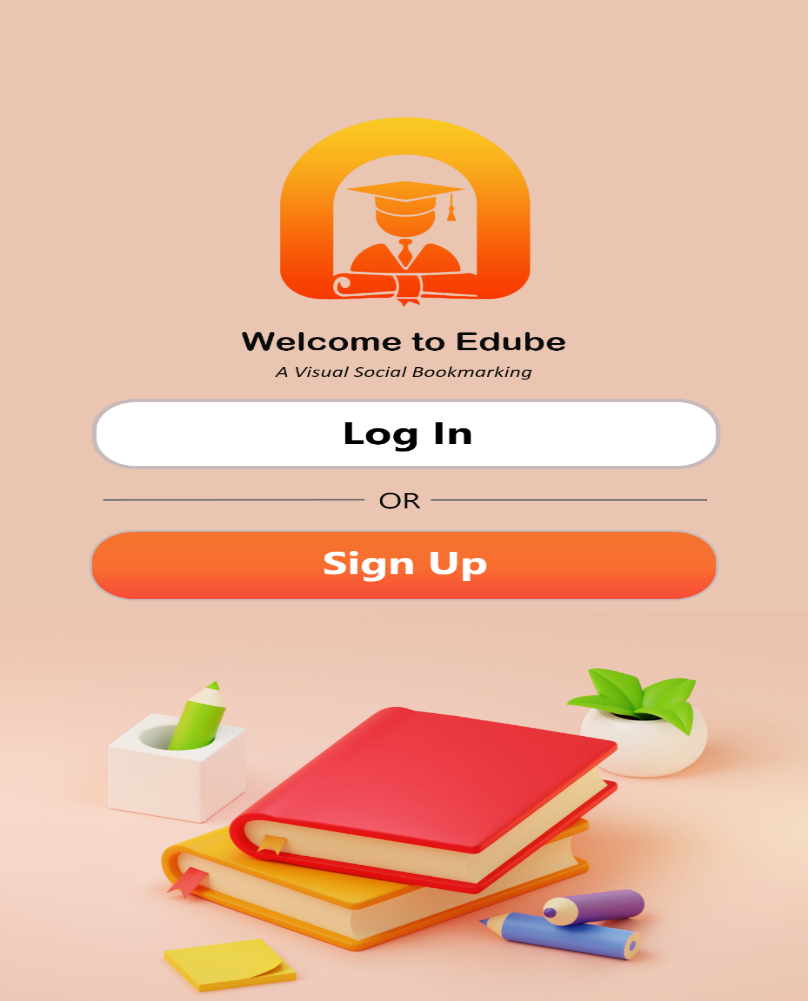 Welcome to Edube
A Visual Social Bookmarking
Log In
OR
Sign Up